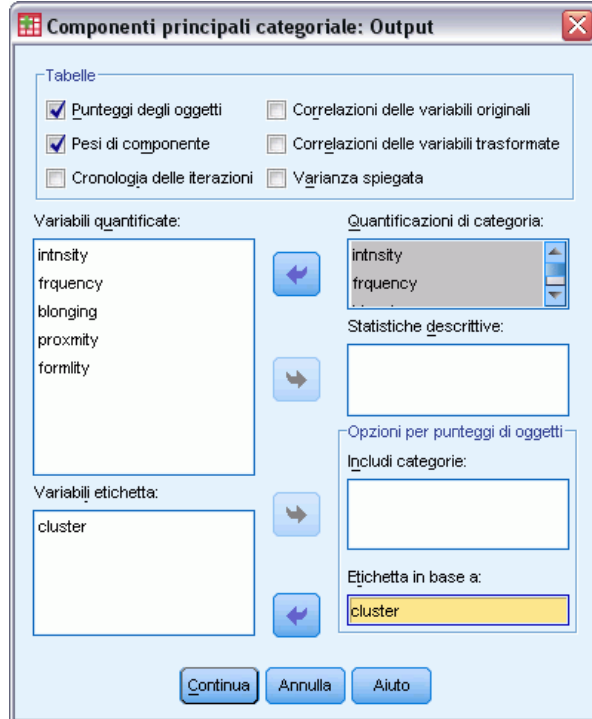 Componenti principali categoriale: Output
Tabelle
Punteggi degli oggetti
Correlazioni delle variabili originali
Pesi di componente
Correlazioni delle variabili trasformate
Cronologia delle iterazioni
Varianza spiegata
Variabili quantificate:
intnsity
frquency
blonging
proxmity
formlity
Quantificazioni di categoria:
intnsity
frquency
Statistiche descrittive:
Opzioni per punteggi di oggetti
Includi categorie:
Variabili etichetta:
cluster
Etichetta in base a:
cluster
Continua
Annulla
Aiuto